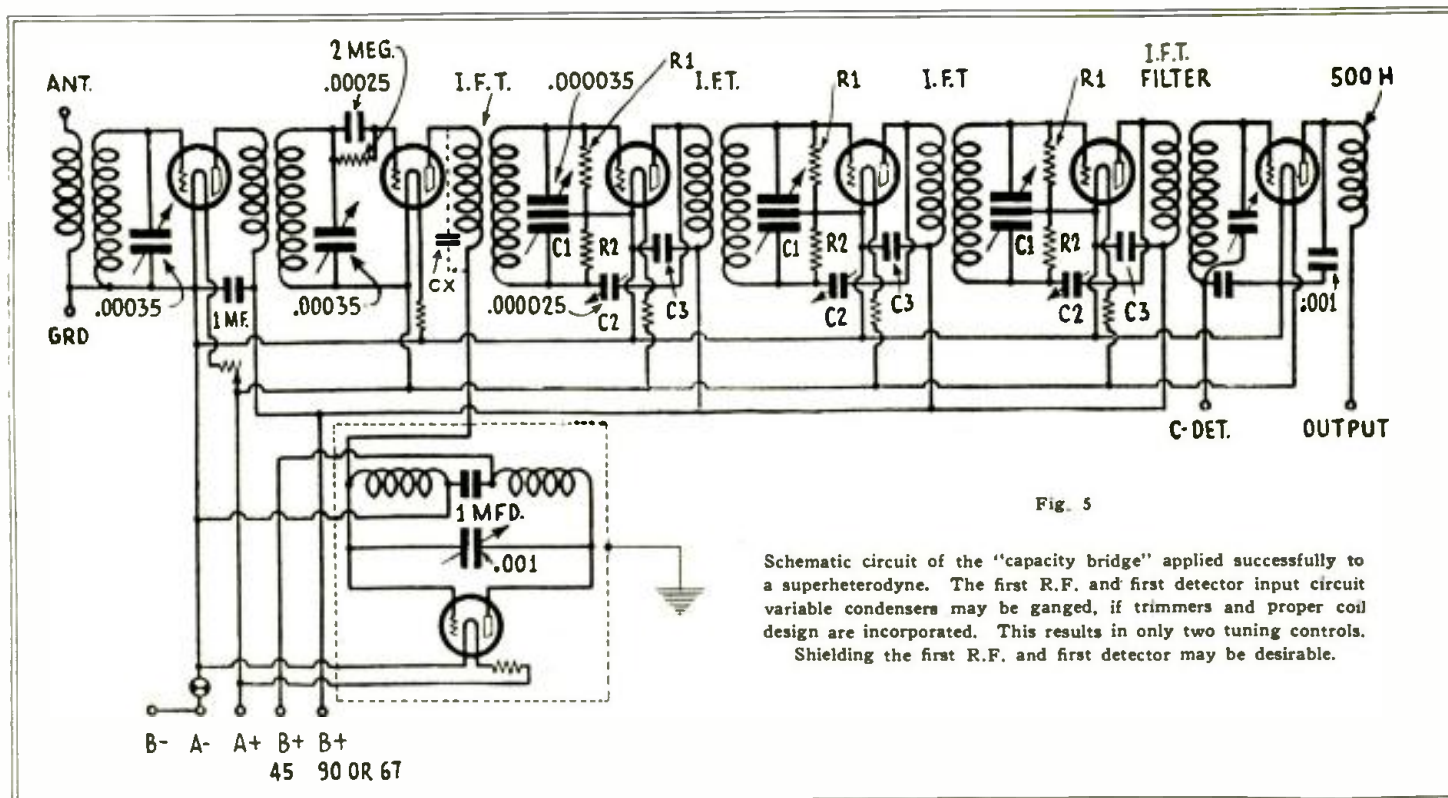 2 MEG.
.00025
ANT.
I.F.T.
.000035
R1
I.F.T.
R1
I.F.T
R1
I.F.T.
FILTER
500 H
C1
R2
C1
R2
C1
R2
CX
C3
C3
C3
.00035
1 MF.
.00035
.000025
C2
C2
C2
.001
GRD
C-DET.
OUTPUT
1 MFD.
.001
Fig. 5
Schematic circuit of the "capacity bridge" applied successfully to
a superheterodyne. The first R.F. and first detector input circuit
variable condensers may be ganged, if trimmers and proper coil
design are incorporated. This results in only two tuning controls.
Shielding the first R.F. and first detector may be desirable.
B- A- A+ B+ B+
45 90 OR 67